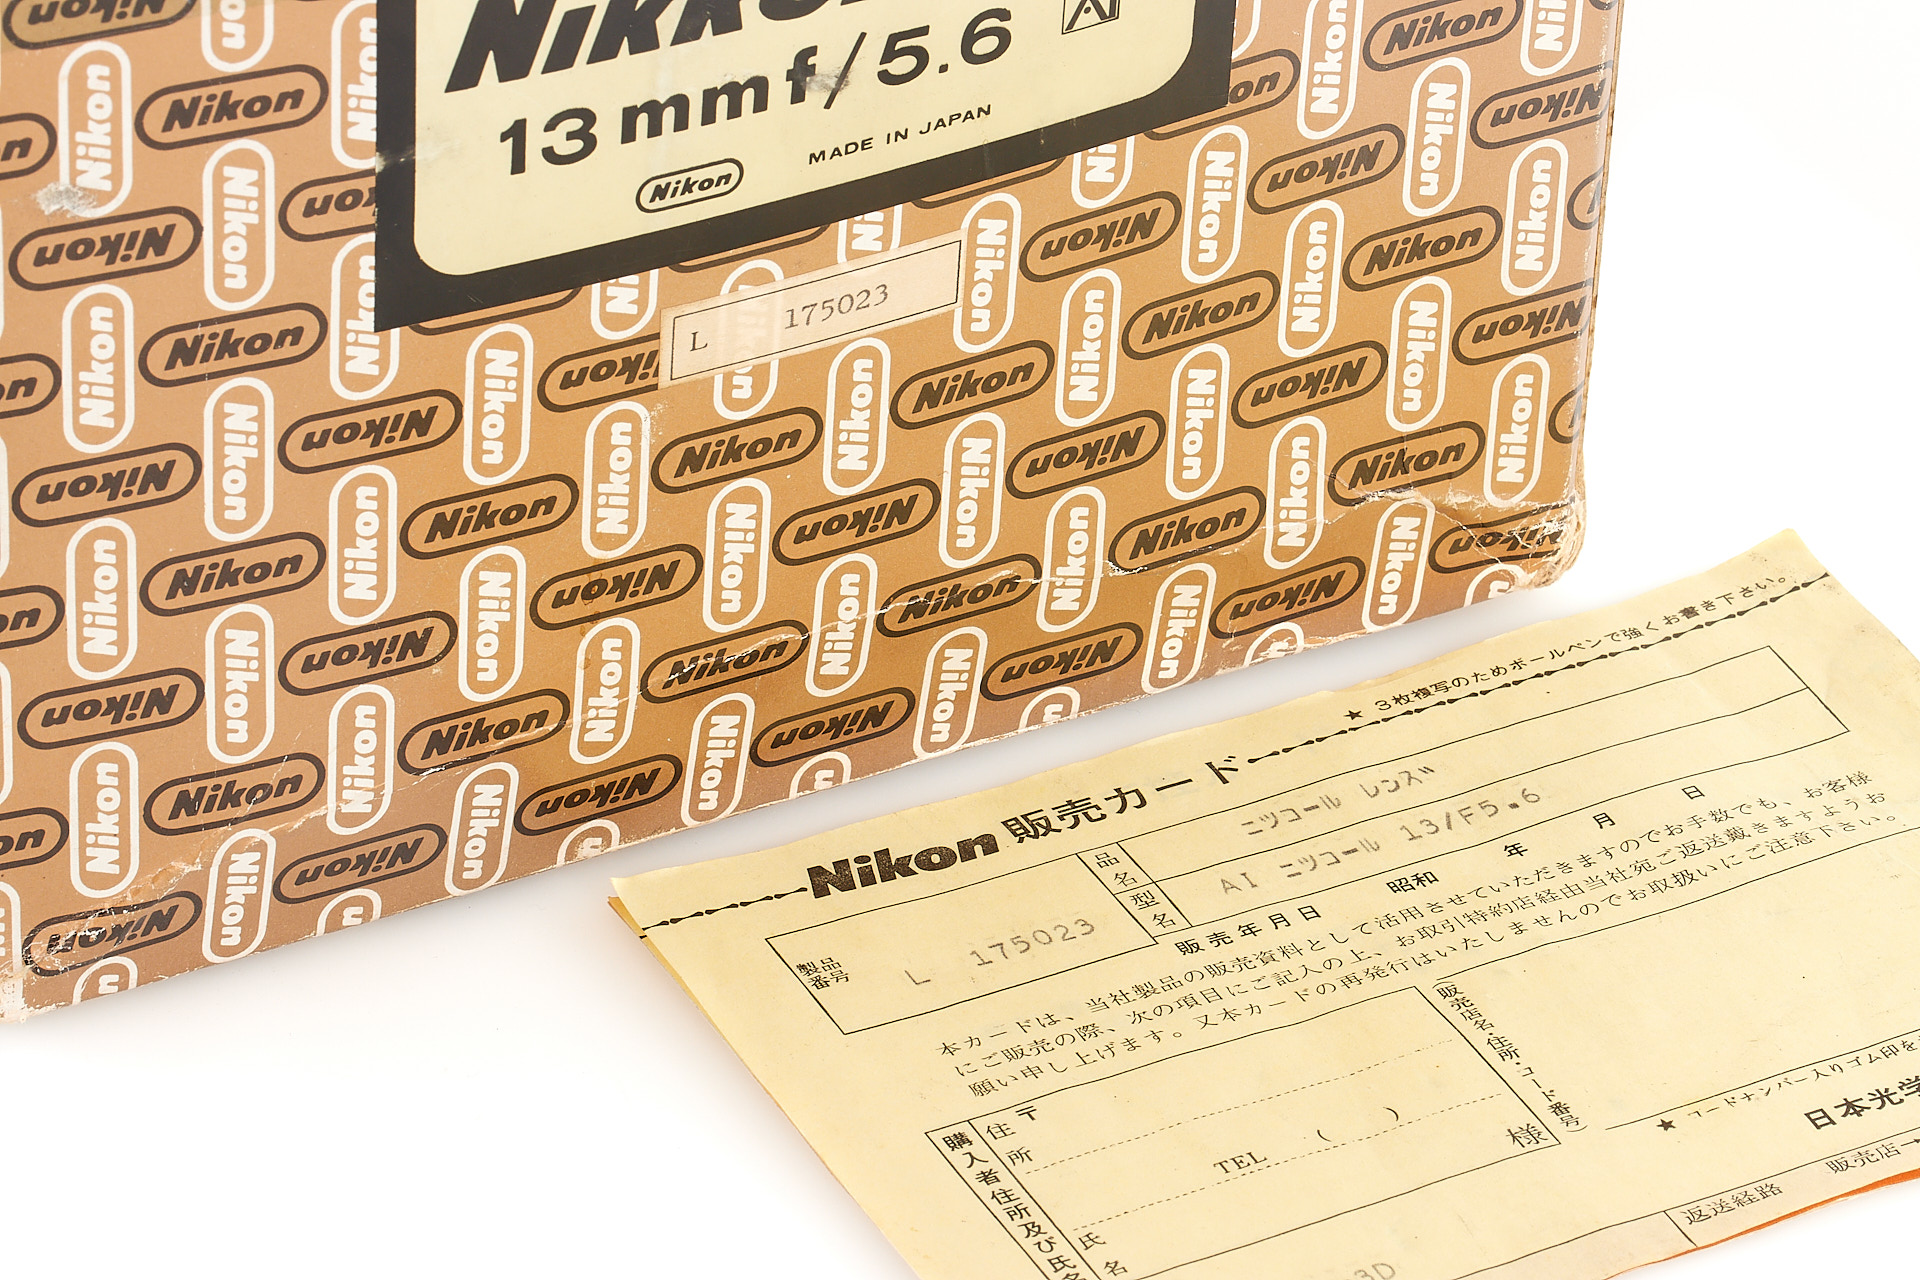 13mm f/5.6
MADE IN JAPAN
Nikon
L 175023
★ 3枚複写のためボールペンで強くお書き下さい。
Nikon 販売カード
品名 ニツコール レンズ
型名 AI ニツコール 13/F5.6
製品番号 L 175023
販売年月日 昭和 年 月 日
本カードは、当社製品の販売資料として活用させていただきますのでお手数でも、お客様
にご販売の際、次の項目にご記入の上、お取引特約店経由当社宛ご返送戴きますようお
願い申し上げます。又本カードの再発行はいたしませんのでお取扱いにご注意下さい。
購入者住所及び氏名
住所 〒
TEL ( )
氏名
様
(販売店名・住所・コード番号)
★ コードナンバー入りゴム印を
日本光学
返送経路
販売店→
3D